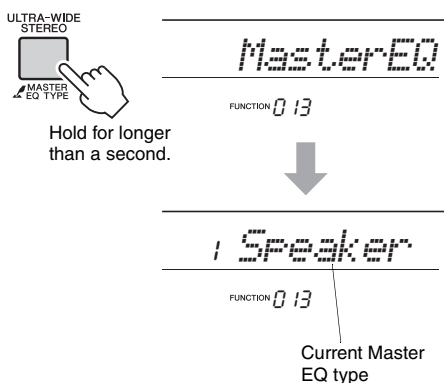 ULTRA-WIDE
STEREO
MASTER
EQ TYPE
Hold for longer
than a second.
MasterEQ
FUNCTION 013
1 Speaker
FUNCTION 013
Current Master
EQ type